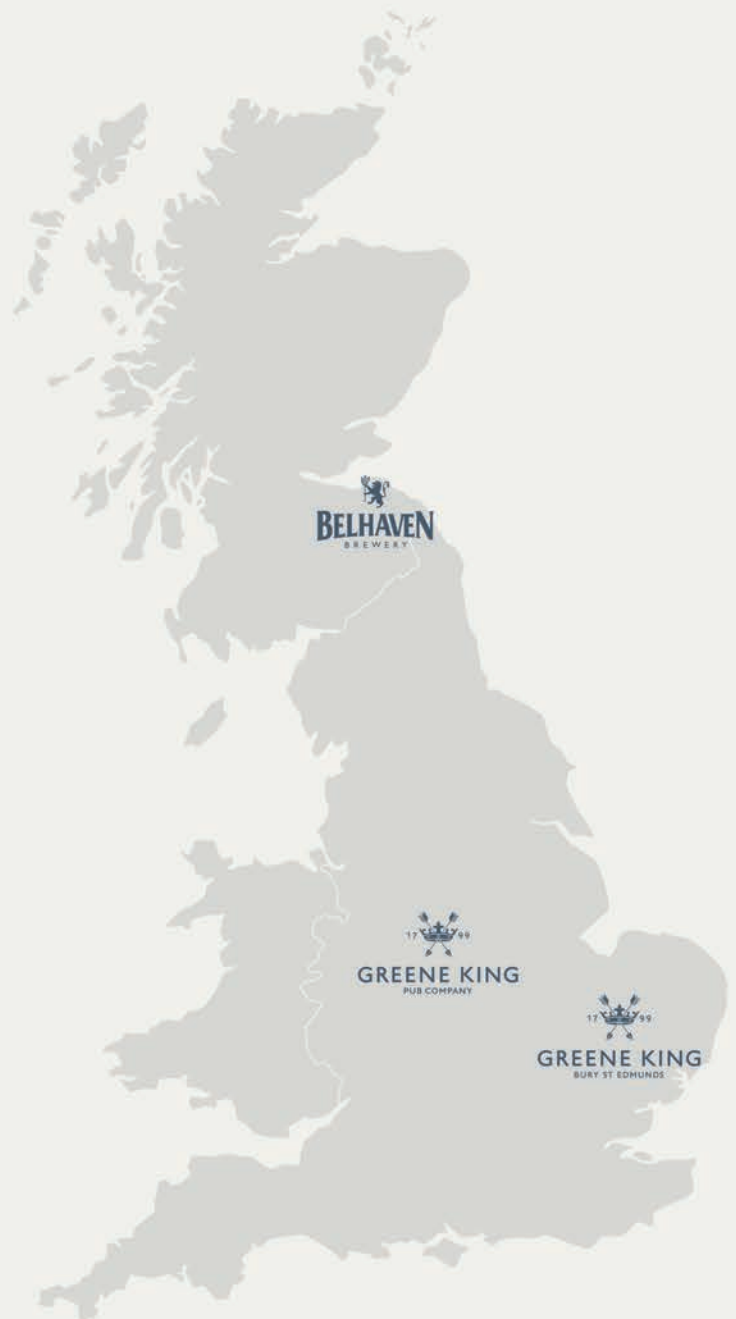 BELHAVEN
BREWERY
17 99
GREENE KING
PUB COMPANY
17 99
GREENE KING
BURY ST EDMUNDS